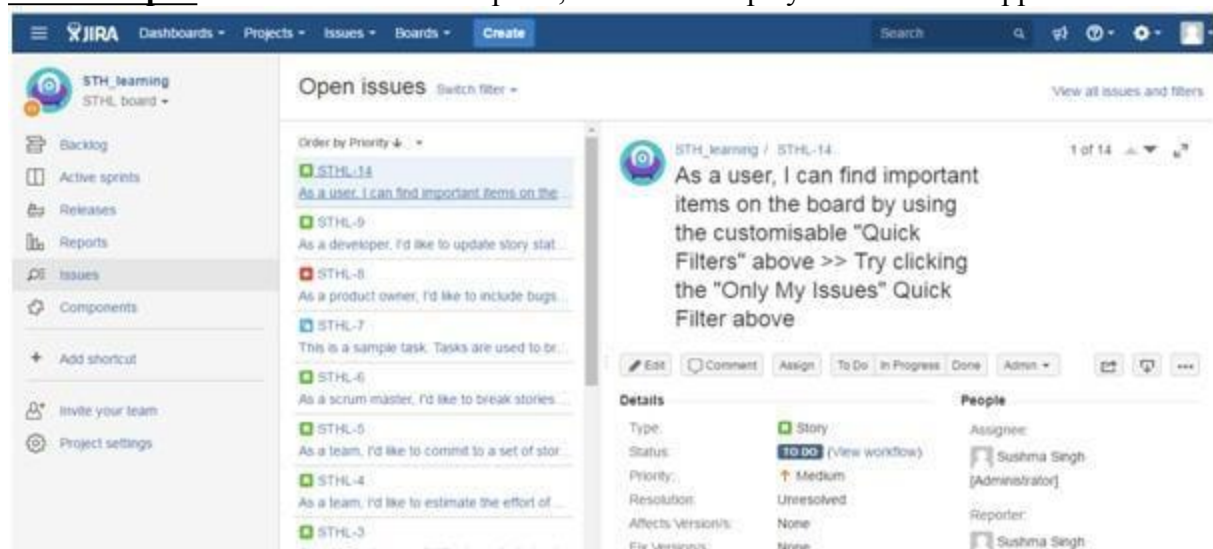 JIRA Dashboards Projects Issues Boards Create Search
STH_learning
STHL board
Backlog
Active sprints
Releases
Reports
Issues
Components
Add shortcut
Invite your team
Project settings
Open issues Switch filter
View all issues and filters
Order by Priority
STHL-14
As a user, I can find important items on the ...
STHL-9
As a developer, I'd like to update story stat...
STHL-8
As a product owner, I'd like to include bugs...
STHL-7
This is a sample task. Tasks are used to br...
STHL-6
As a scrum master, I'd like to break stories ...
STHL-5
As a team, I'd like to commit to a set of stor...
STHL-4
As a team, I'd like to estimate the effort of ...
STHL-3
STH_learning / STHL-14
1 of 14
As a user, I can find important
items on the board by using
the customisable "Quick
Filters" above >> Try clicking
the "Only My Issues" Quick
Filter above
Edit Comment Assign To Do In Progress Done Admin
Details
Type: Story
Status: TO DO (View workflow)
Priority: Medium
Resolution: Unresolved
Affects Version/s: None
Fix Version/s: None
People
Assignee:
Sushma Singh
[Administrator]
Reporter:
Sushma Singh